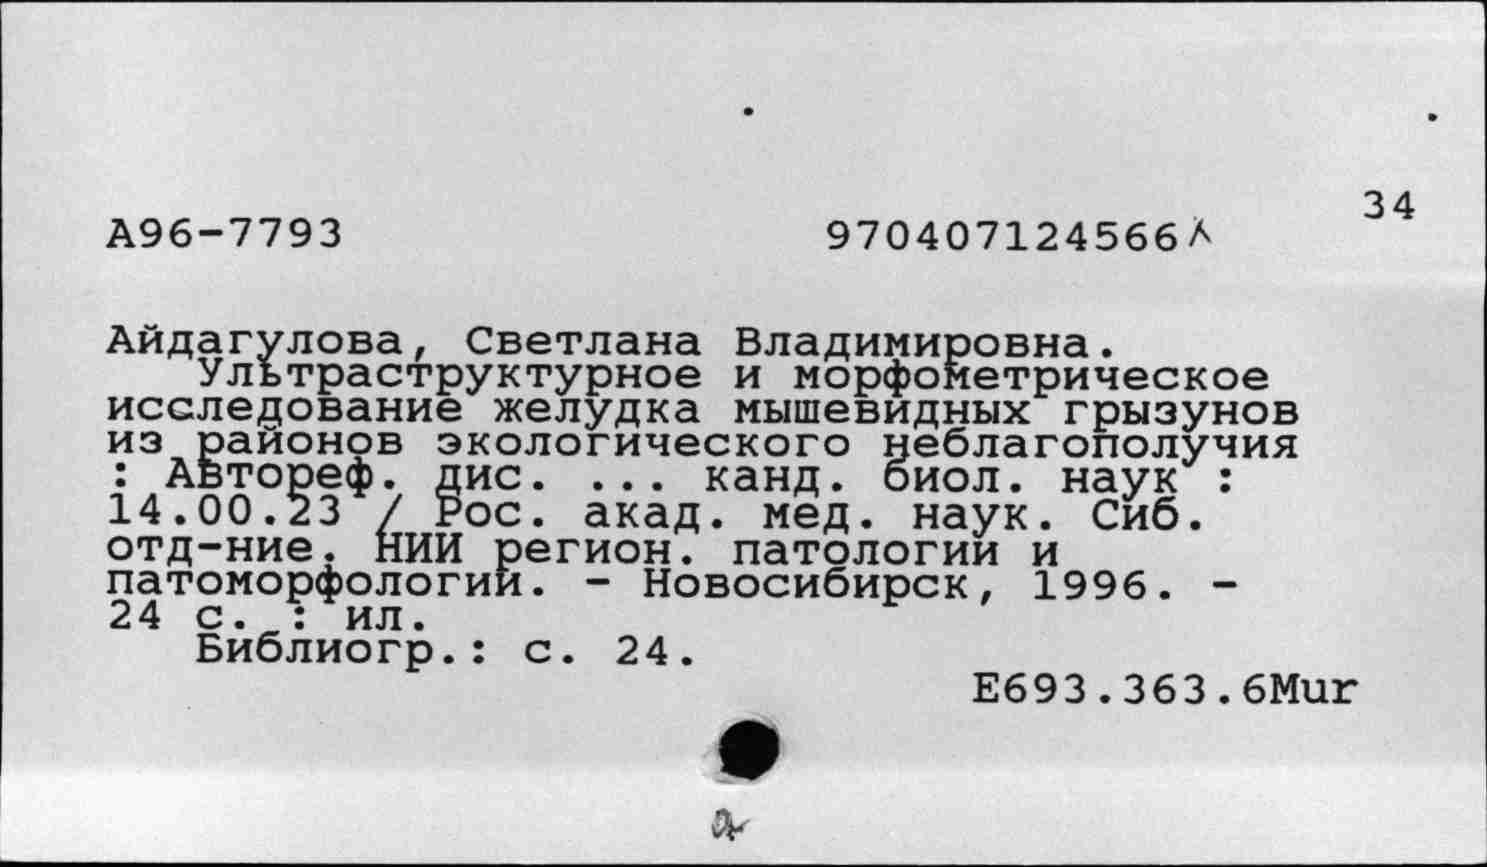 34
А96-7793 970407124566Λ
Айдагулова, Светлана Владимировна.
Ультраструктурное и морфометрическое
исследование желудка мышевидных грызунов
из районов экологического неблагополучия
: Автореф. дис. ... канд. биол. наук :
14.00.23 / Рос. акад. мед. наук. Сиб.
отд-ние. НИИ регион. патологии и
патоморфологии. - Новосибирск, 1996. -
24 с. : ил.
Библиогр.: с. 24.
Е693.363.6Mur